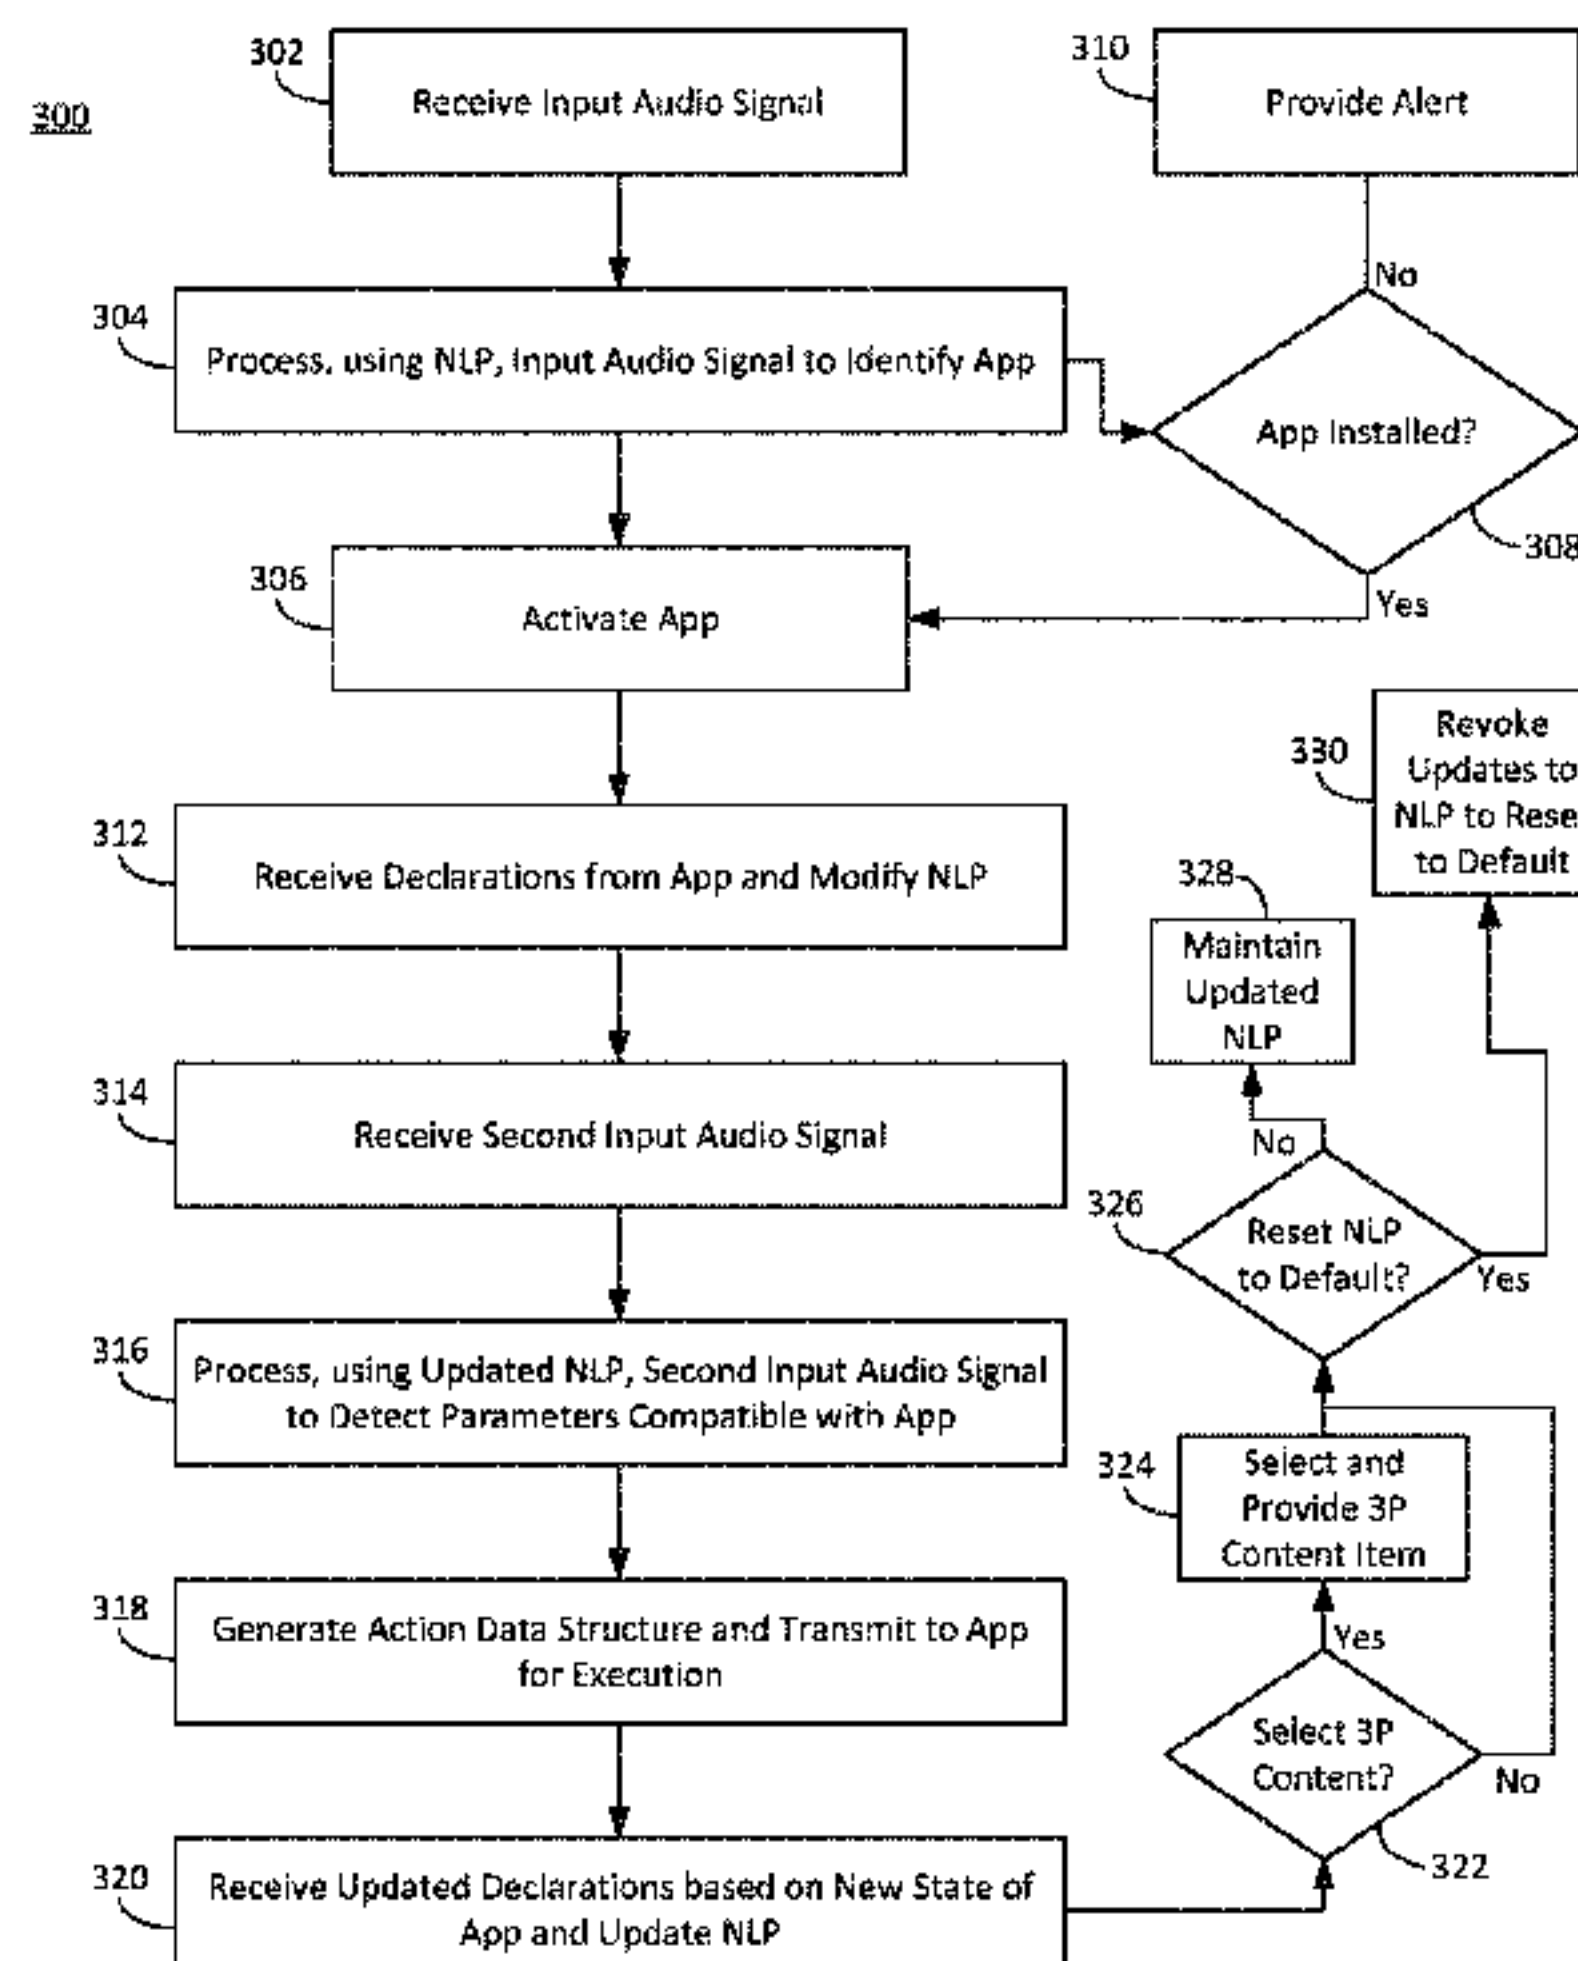 300
302
Receive Input Audio Signal
310
Provide Alert
304
Process, using NLP, Input Audio Signal to Identify App
No
App Installed?
308
Yes
306
Activate App
312
Receive Declarations from App and Modify NLP
314
Receive Second Input Audio Signal
316
Process, using Updated NLP, Second Input Audio Signal
to Detect Parameters Compatible with App
318
Generate Action Data Structure and Transmit to App
for Execution
320
Receive Updated Declarations based on New State of
App and Update NLP
330
Revoke
Updates to
NLP to Rese
to Default
328
Maintain
Updated
NLP
No
326
Reset NLP
to Default?
Yes
324
Select and
Provide 3P
Content Item
Yes
Select 3P
Content?
No
322